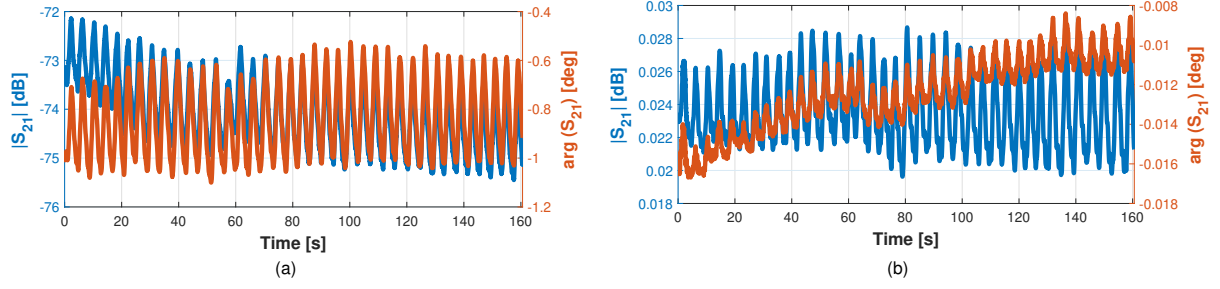 -72
-73
-74
-75
-76
|S21| [dB]
0 20 40 60 80 100 120 140 160
Time [s]
-0.4
-0.6
-0.8
-1
-1.2
arg (S21) [deg]
(a)
0.03
0.028
0.026
0.024
0.022
0.02
0.018
|S21| [dB]
0 20 40 60 80 100 120 140 160
Time [s]
-0.008
-0.01
-0.012
-0.014
-0.016
-0.018
arg (S21) [deg]
(b)